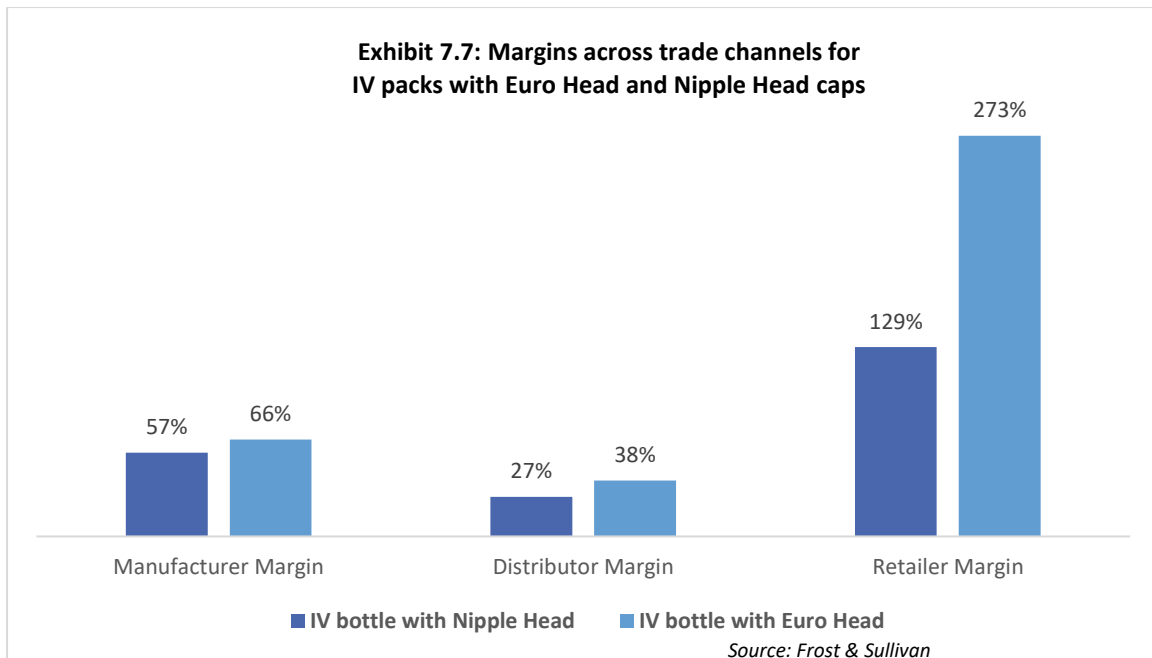 Exhibit 7.7: Margins across trade channels for
IV packs with Euro Head and Nipple Head caps
273%
129%
57%
66%
27%
38%
Manufacturer Margin
Distributor Margin
Retailer Margin
IV bottle with Nipple Head
IV bottle with Euro Head
Source: Frost & Sullivan